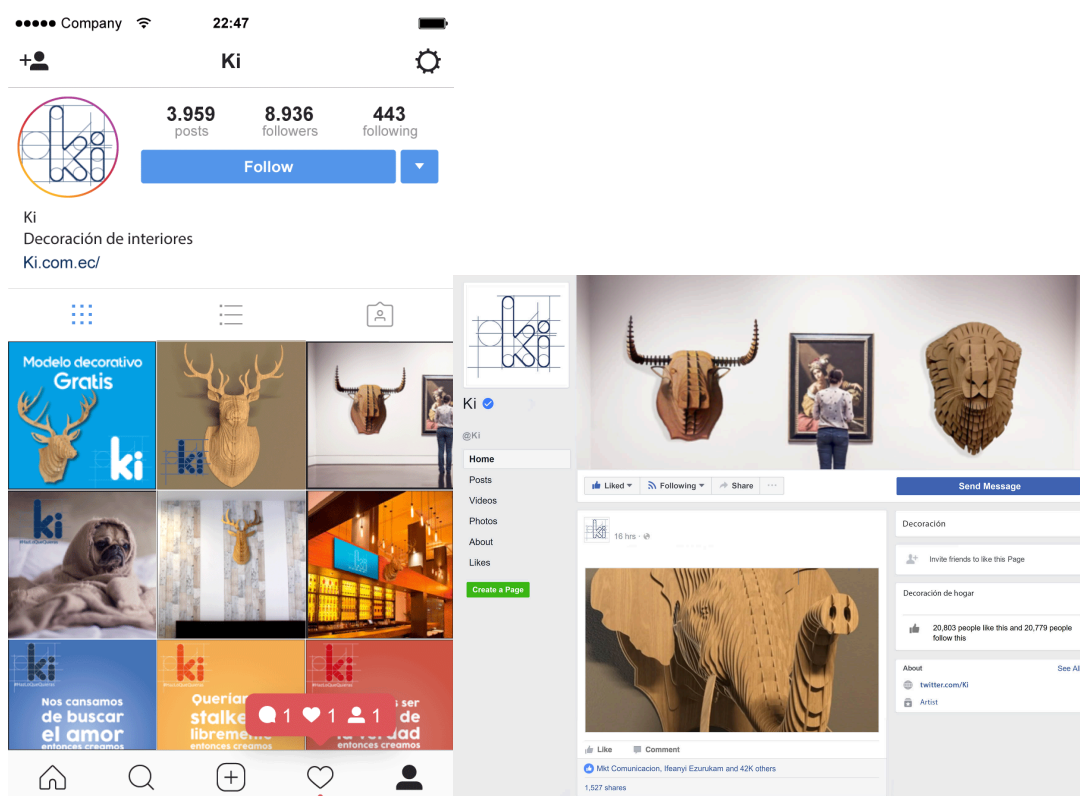 Company 22:47
Ki
3.959 8.936 443
posts followers following
Follow
Ki
Decoración de interiores
Ki.com.ec/
Modelo decorativo
Gratis
ki
ki
ki
#HazLoQueQuieras
ki
Nos cansamos
de buscar
el amor
entonces creamos
ki
Querían
stalke
libremente
entonces creamos
ki
ser
de
la verdad
entonces creamos
1 1 1
ki
Ki
@Ki
Home
Posts
Videos
Photos
About
Likes
Create a Page
Liked Following Share
Send Message
16 hrs
Like Comment
Mkt Comunicacion, Ifeanyi Ezurukam and 42K others
1,527 shares
Decoración
Invite friends to like this Page
Decoración de hogar
20,803 people like this and 20,779 people
follow this
About See All
twitter.com/Ki
Artist